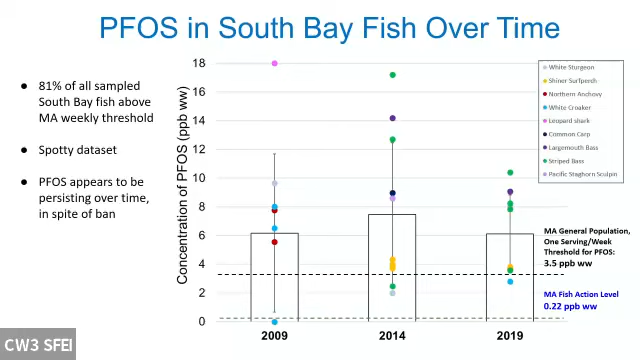 PFOS in South Bay Fish Over Time
● 81% of all sampled
South Bay fish above
MA weekly threshold
● Spotty dataset
● PFOS appears to be
persisting over time,
in spite of ban
Concentration of PFOS (ppb ww)
18
16
14
12
10
8
6
4
2
0
2009
2014
2019
White Sturgeon
Shiner Surfperch
Northern Anchovy
White Croaker
Leopard shark
Common Carp
Largemouth Bass
Striped Bass
Pacific Staghorn Sculpin
MA General Population,
One Serving/Week
Threshold for PFOS:
3.5 ppb ww
MA Fish Action Level
0.22 ppb ww
CW3 SFEI